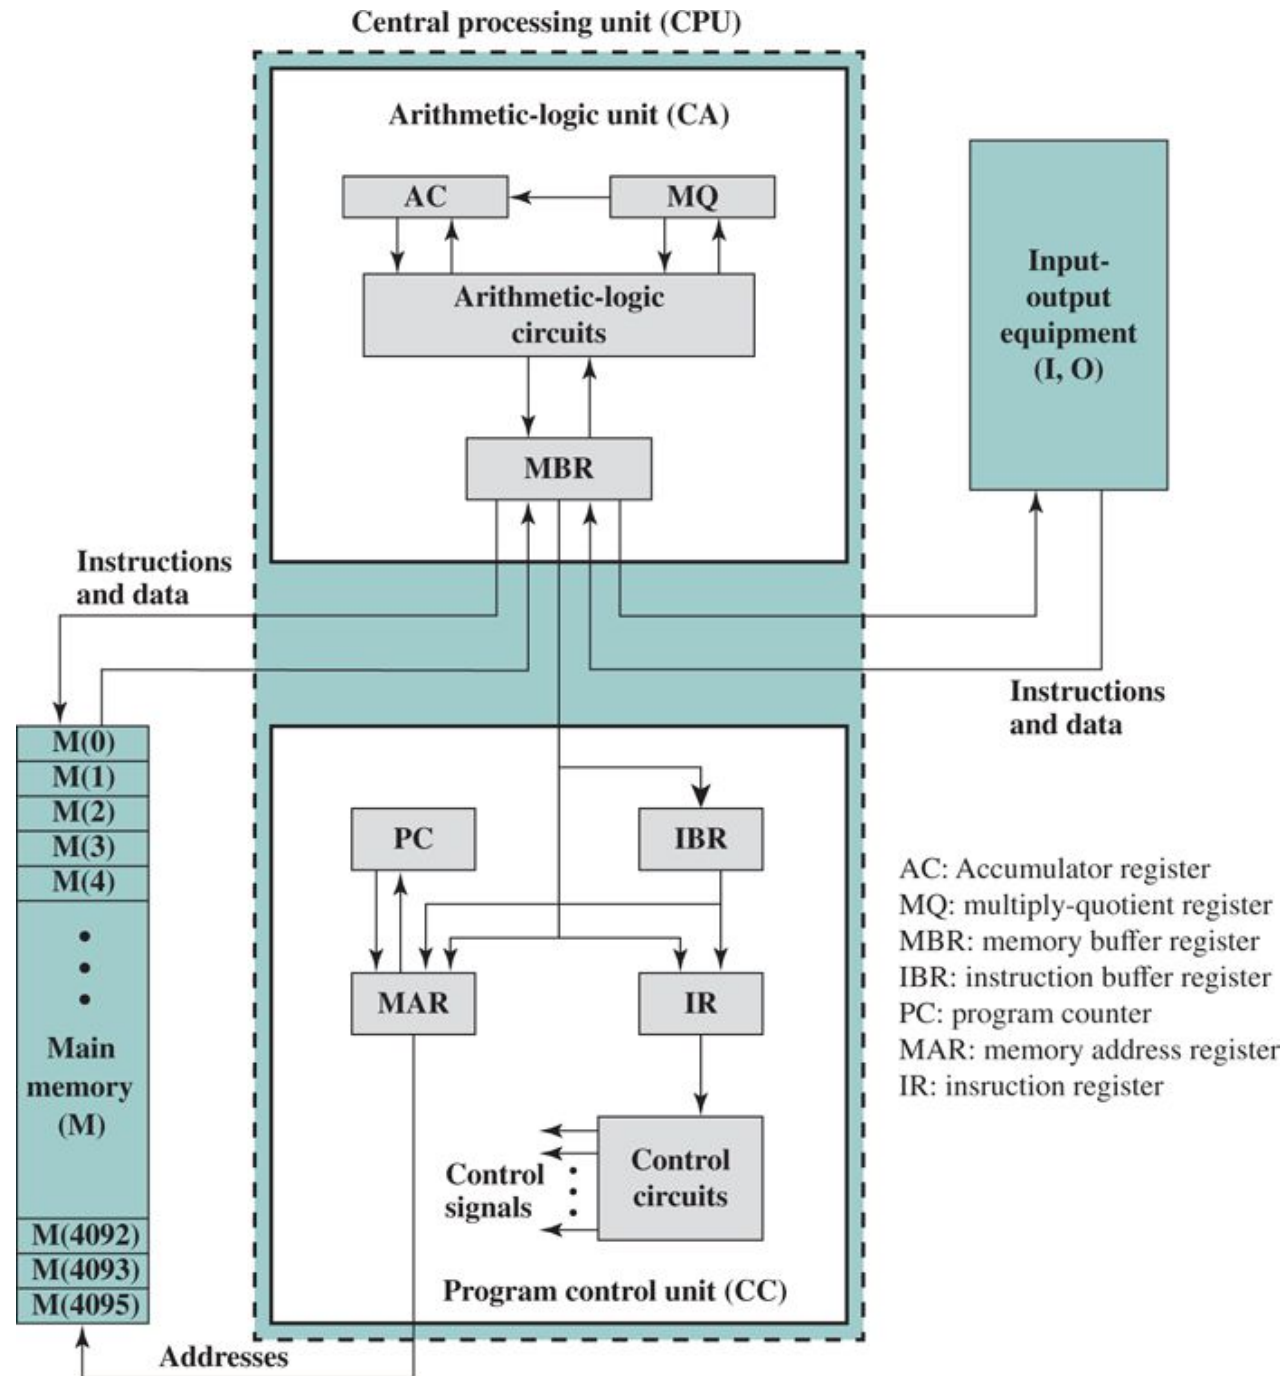 Central processing unit (CPU)
Arithmetic-logic unit (CA)
AC
MQ
Arithmetic-logic
circuits
MBR
Input-
output
equipment
(I, O)
Instructions
and data
Instructions
and data
M(0)
M(1)
M(2)
M(3)
M(4)
Main
memory
(M)
M(4092)
M(4093)
M(4095)
PC
IBR
MAR
IR
Control
circuits
Control
signals
Program control unit (CC)
Addresses
AC: Accumulator register
MQ: multiply-quotient register
MBR: memory buffer register
IBR: instruction buffer register
PC: program counter
MAR: memory address register
IR: insruction register